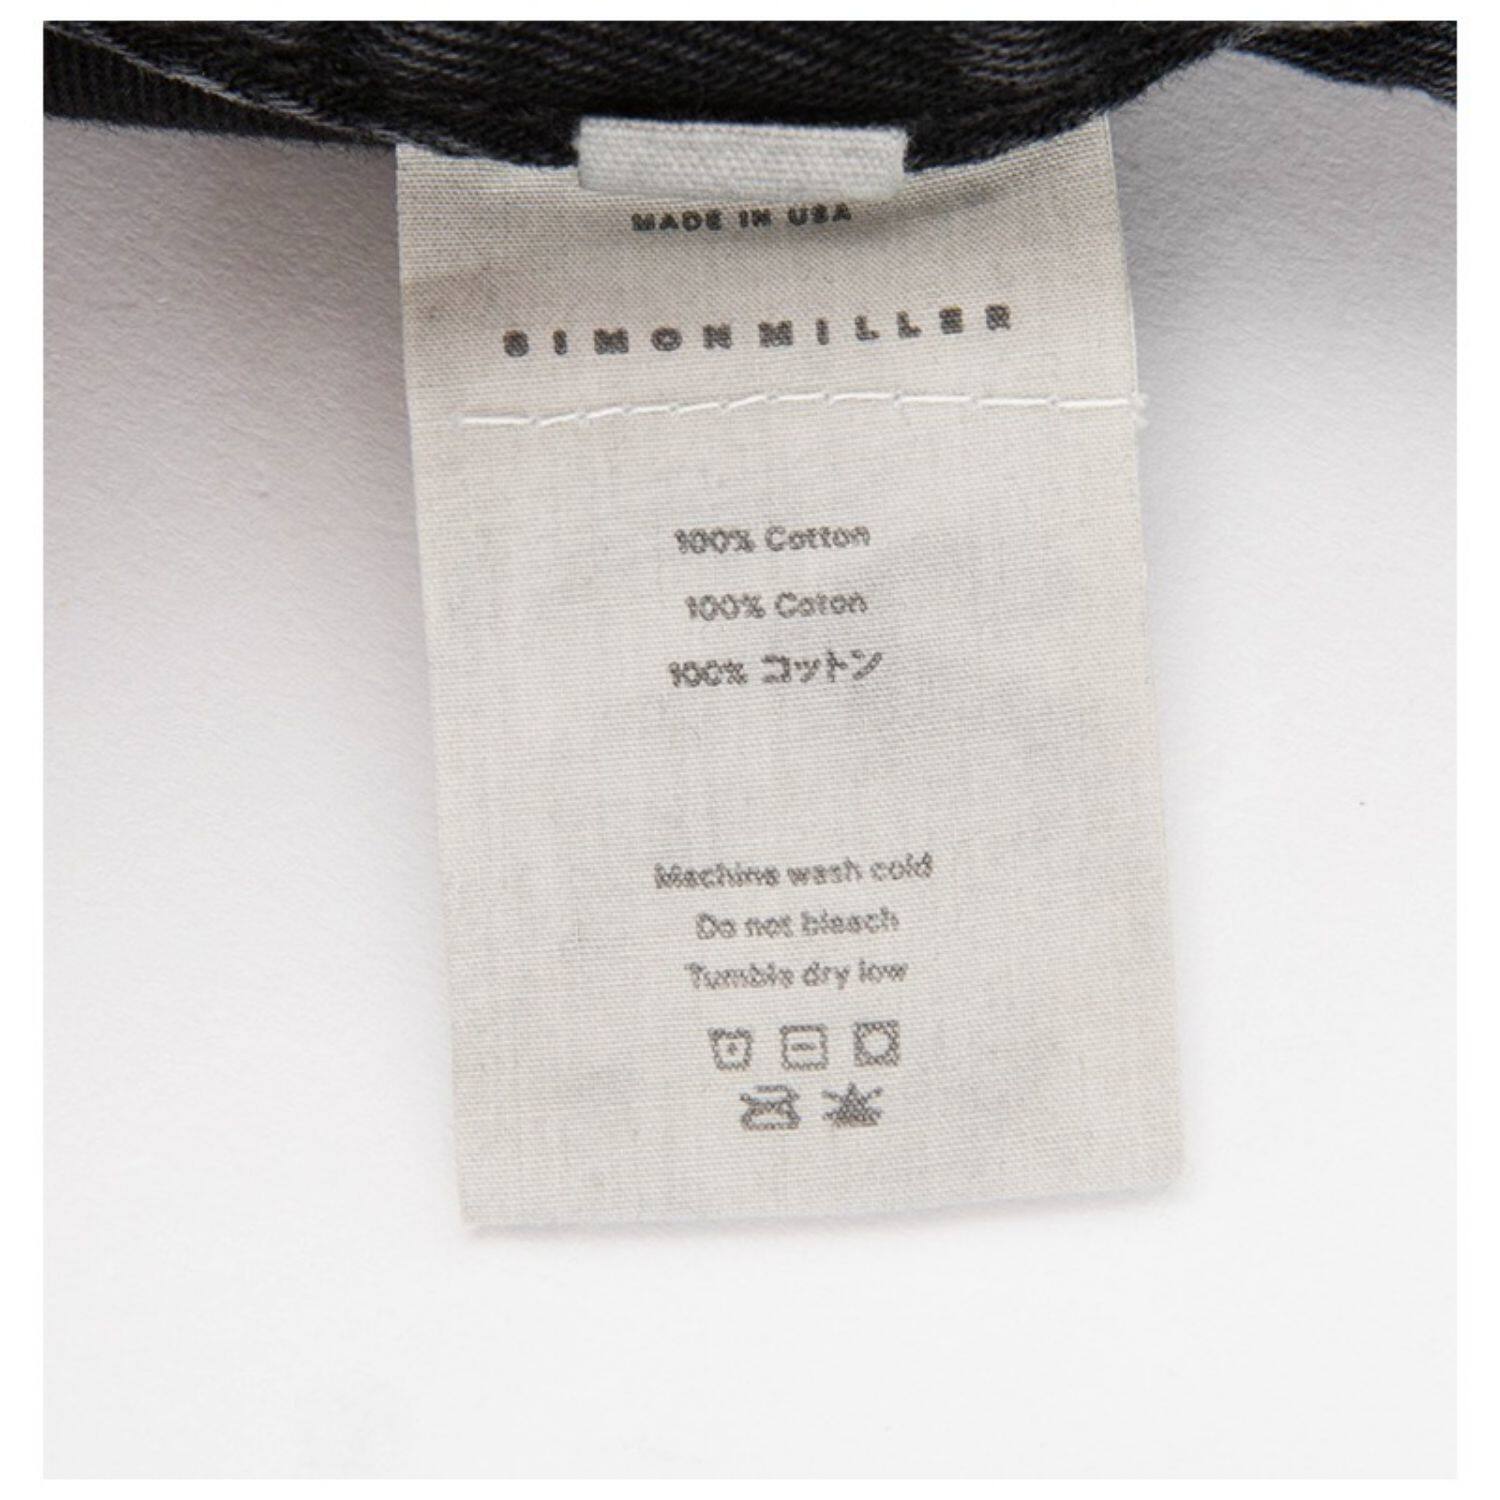 MADE IN USA
SIMONMILLER
100% Cotton
100% Coton
100% コットン
Machine wash cold
Do not bleach
Tumble dry low